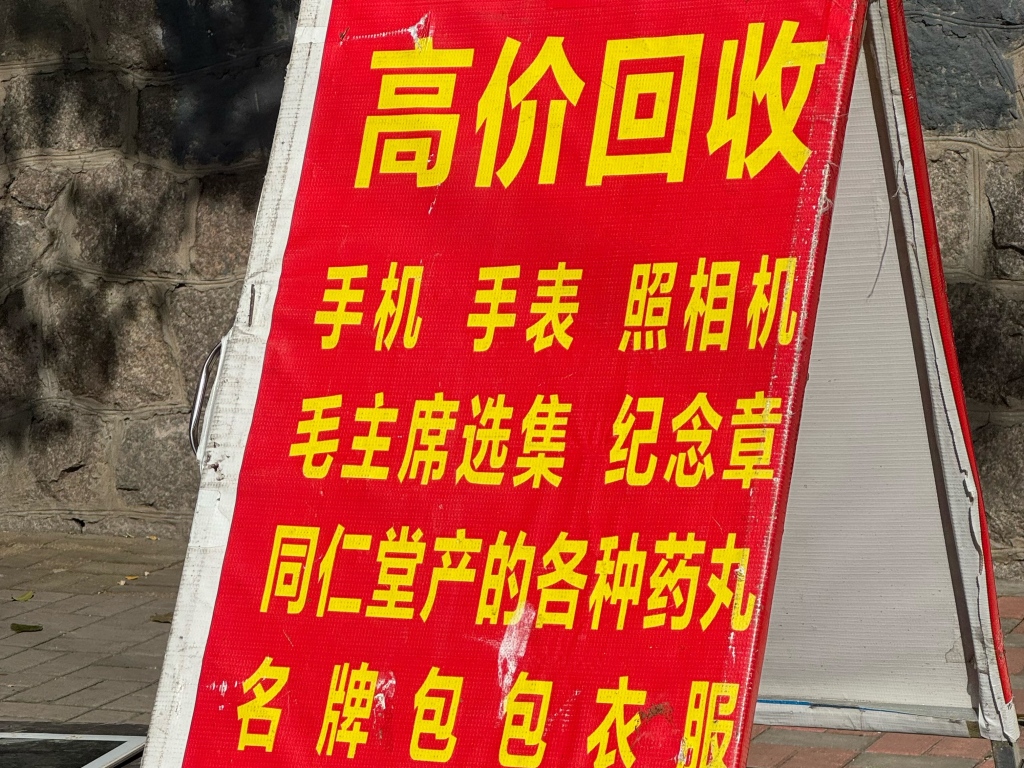 高价回收
手机 手表 照相机
毛主席选集 纪念章
同仁堂产的各种药丸
名牌包包衣服